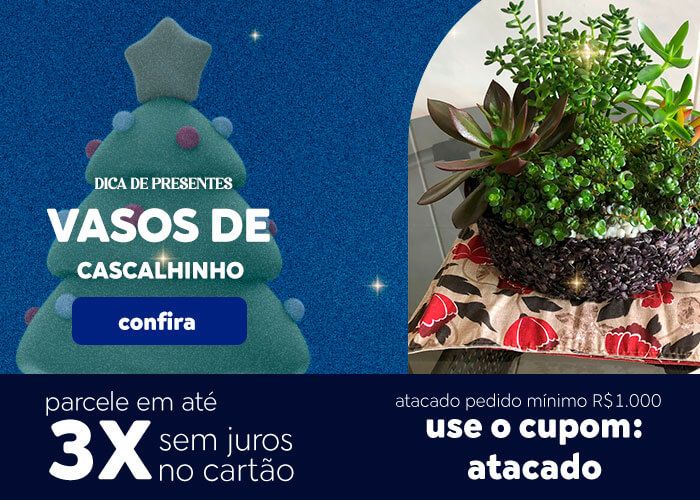 DICA DE PRESENTES
VASOS DE
CASCALHINHO
confira
parcele em até
3X sem juros
no cartão
atacado pedido mínimo R$1.000
use o cupom:
atacado